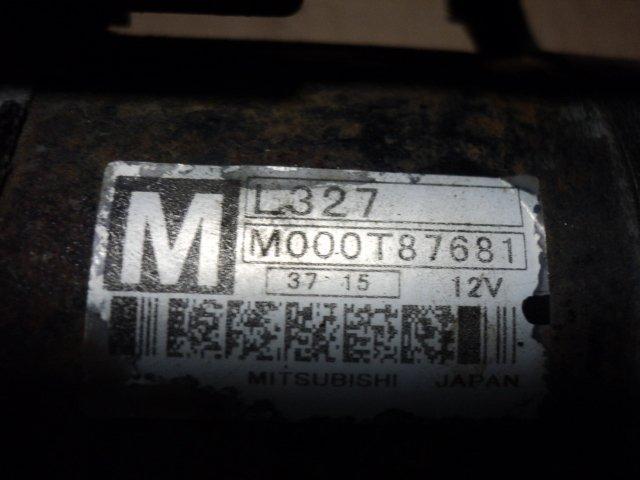 M
L327
M000T87681
37 15
12V
MITSUBISHI JAPAN